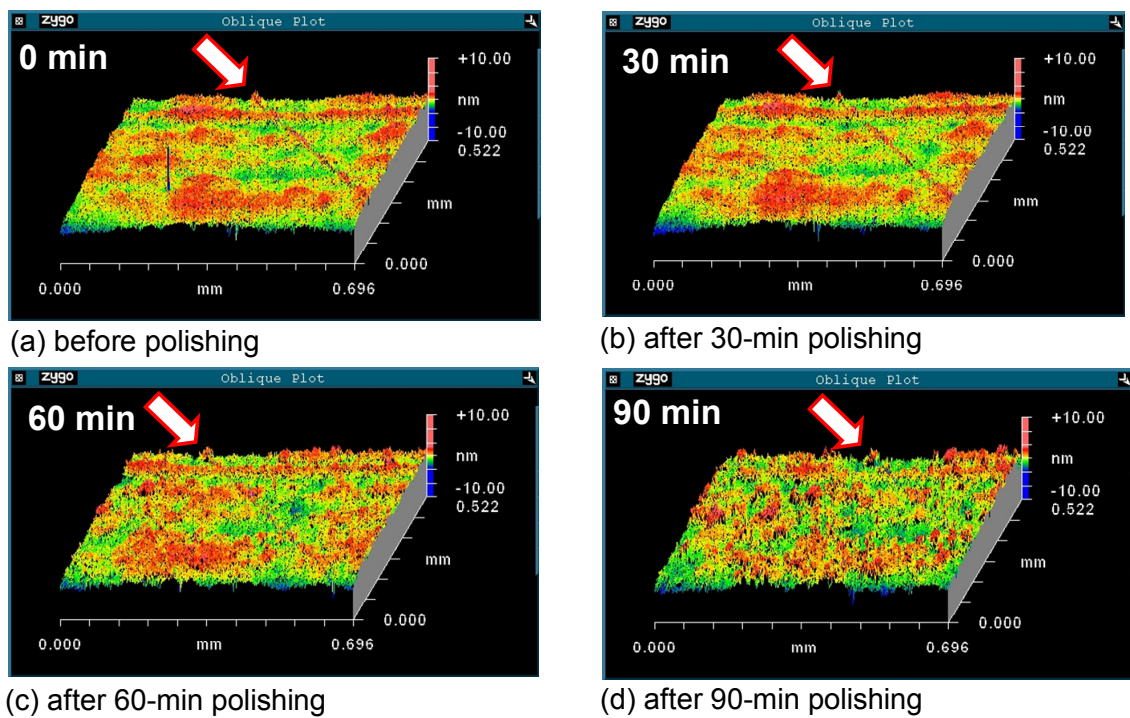 zygo Oblique Plot
0 min
+10.00
nm
-10.00
0.522
mm
0.000
0.000 mm 0.696
(a) before polishing
zygo Oblique Plot
30 min
+10.00
nm
-10.00
0.522
mm
0.000
0.000 mm 0.696
(b) after 30-min polishing
zygo Oblique Plot
60 min
+10.00
nm
-10.00
0.522
mm
0.000
0.000 mm 0.696
(c) after 60-min polishing
zygo Oblique Plot
90 min
+10.00
nm
-10.00
0.522
mm
0.000
0.000 mm 0.696
(d) after 90-min polishing